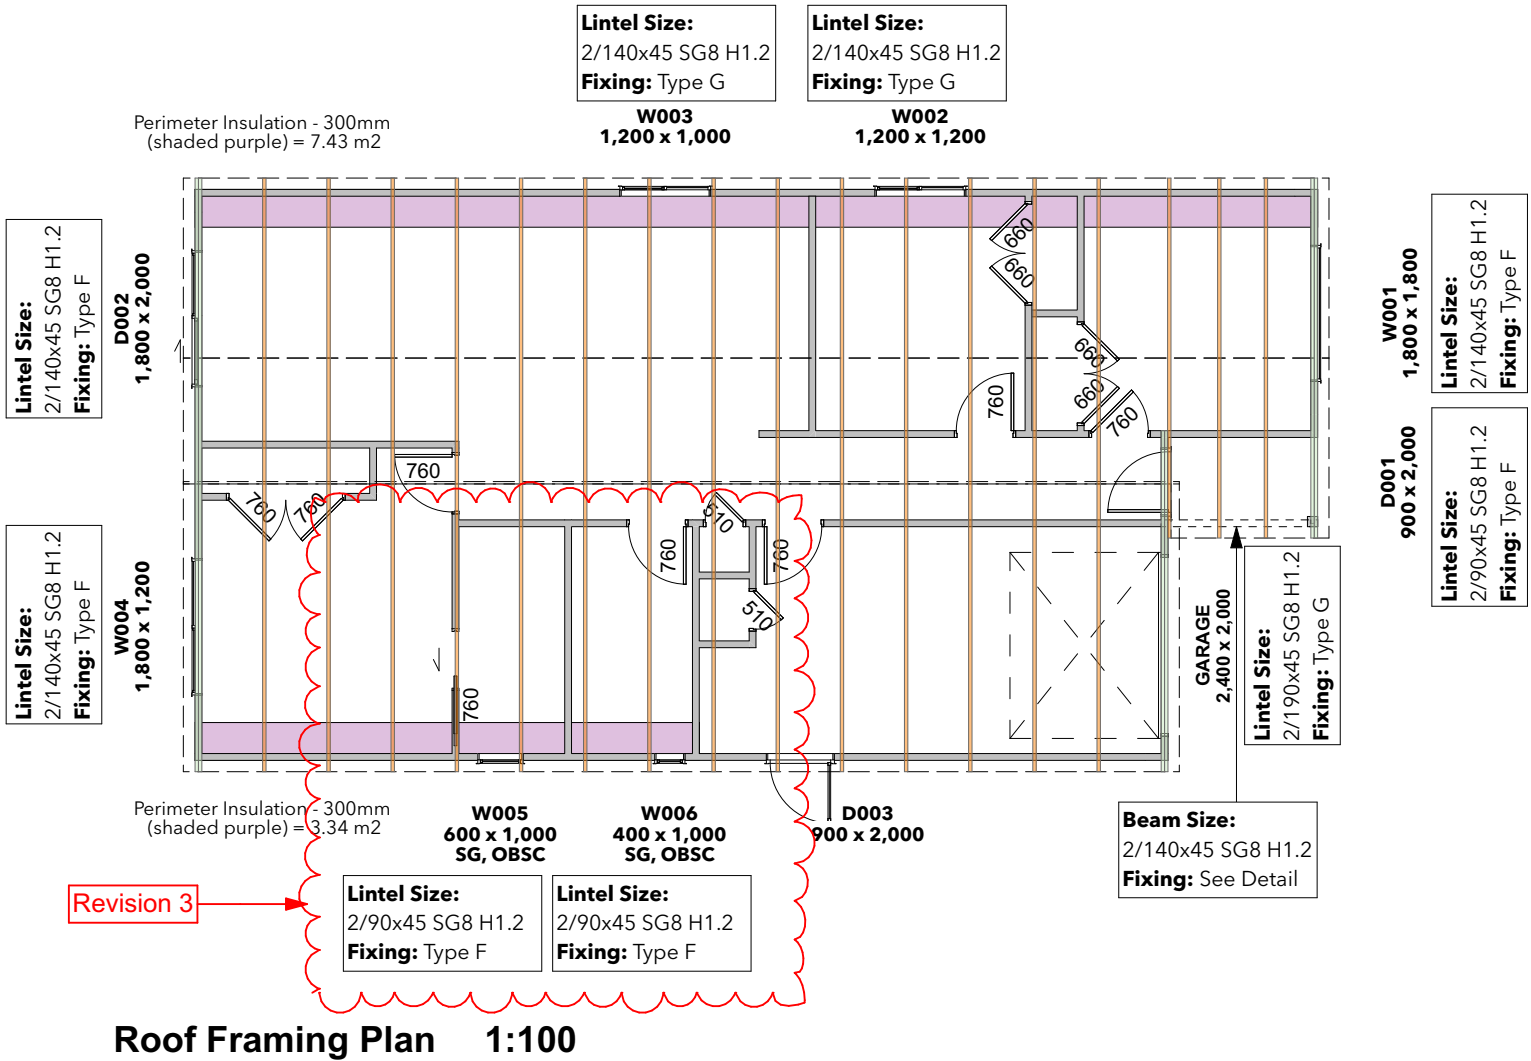 Lintel Size:
2/140x45 SG8 H1.2
Fixing: Type G
W003
1,200 x 1,000
Lintel Size:
2/140x45 SG8 H1.2
Fixing: Type G
W002
1,200 x 1,200
Perimeter Insulation - 300mm
(shaded purple) = 7.43 m2
Lintel Size:
2/140x45 SG8 H1.2
Fixing: Type F
D002
1,800 x 2,000
W001
1,800 x 1,800
Lintel Size:
2/140x45 SG8 H1.2
Fixing: Type F
660
660
660
660
760
760
760
760
760
510
760
760
510
760
D001
900 x 2,000
Lintel Size:
2/90x45 SG8 H1.2
Fixing: Type F
Lintel Size:
2/140x45 SG8 H1.2
Fixing: Type F
W004
1,800 x 1,200
GARAGE
2,400 x 2,000
Lintel Size:
2/190x45 SG8 H1.2
Fixing: Type G
Perimeter Insulation - 300mm
(shaded purple) = 3.34 m2
W005
600 x 1,000
SG, OBSC
W006
400 x 1,000
SG, OBSC
D003
900 x 2,000
Beam Size:
2/140x45 SG8 H1.2
Fixing: See Detail
Revision 3
Lintel Size:
2/90x45 SG8 H1.2
Fixing: Type F
Lintel Size:
2/90x45 SG8 H1.2
Fixing: Type F
Roof Framing Plan 1:100